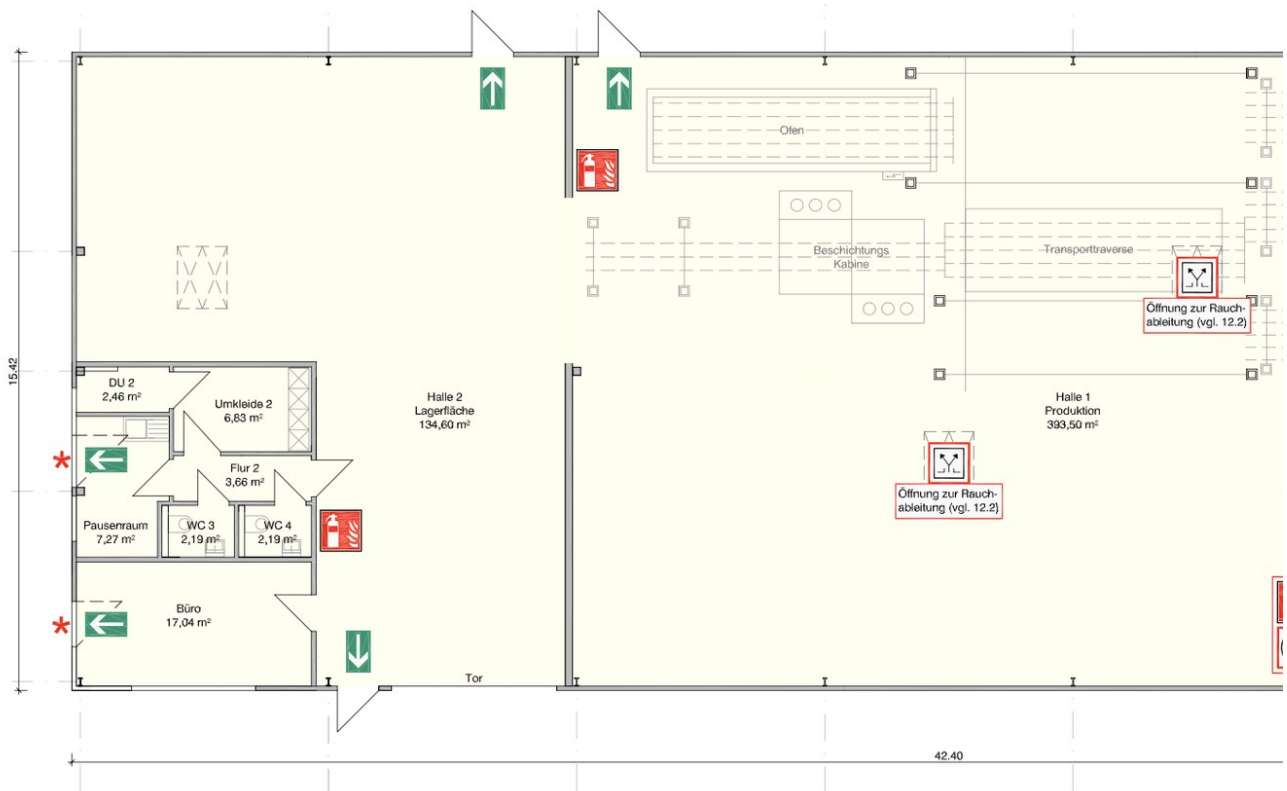 Ofen
Beschichtungs
Kabine
Transporttraverse
Öffnung zur Rauch-
ableitung (vgl. 12.2)
15.42
DU 2
2,46 m²
Umkleide 2
6,83 m²
Halle 2
Lagerfläche
134,60 m²
Halle 1
Produktion
393,50 m²
Flur 2
3,66 m²
Öffnung zur Rauch-
ableitung (vgl. 12.2)
Pausenraum
7,27 m²
WC 3
2,19 m²
WC 4
2,19 m²
Büro
17,04 m²
Tor
42.40